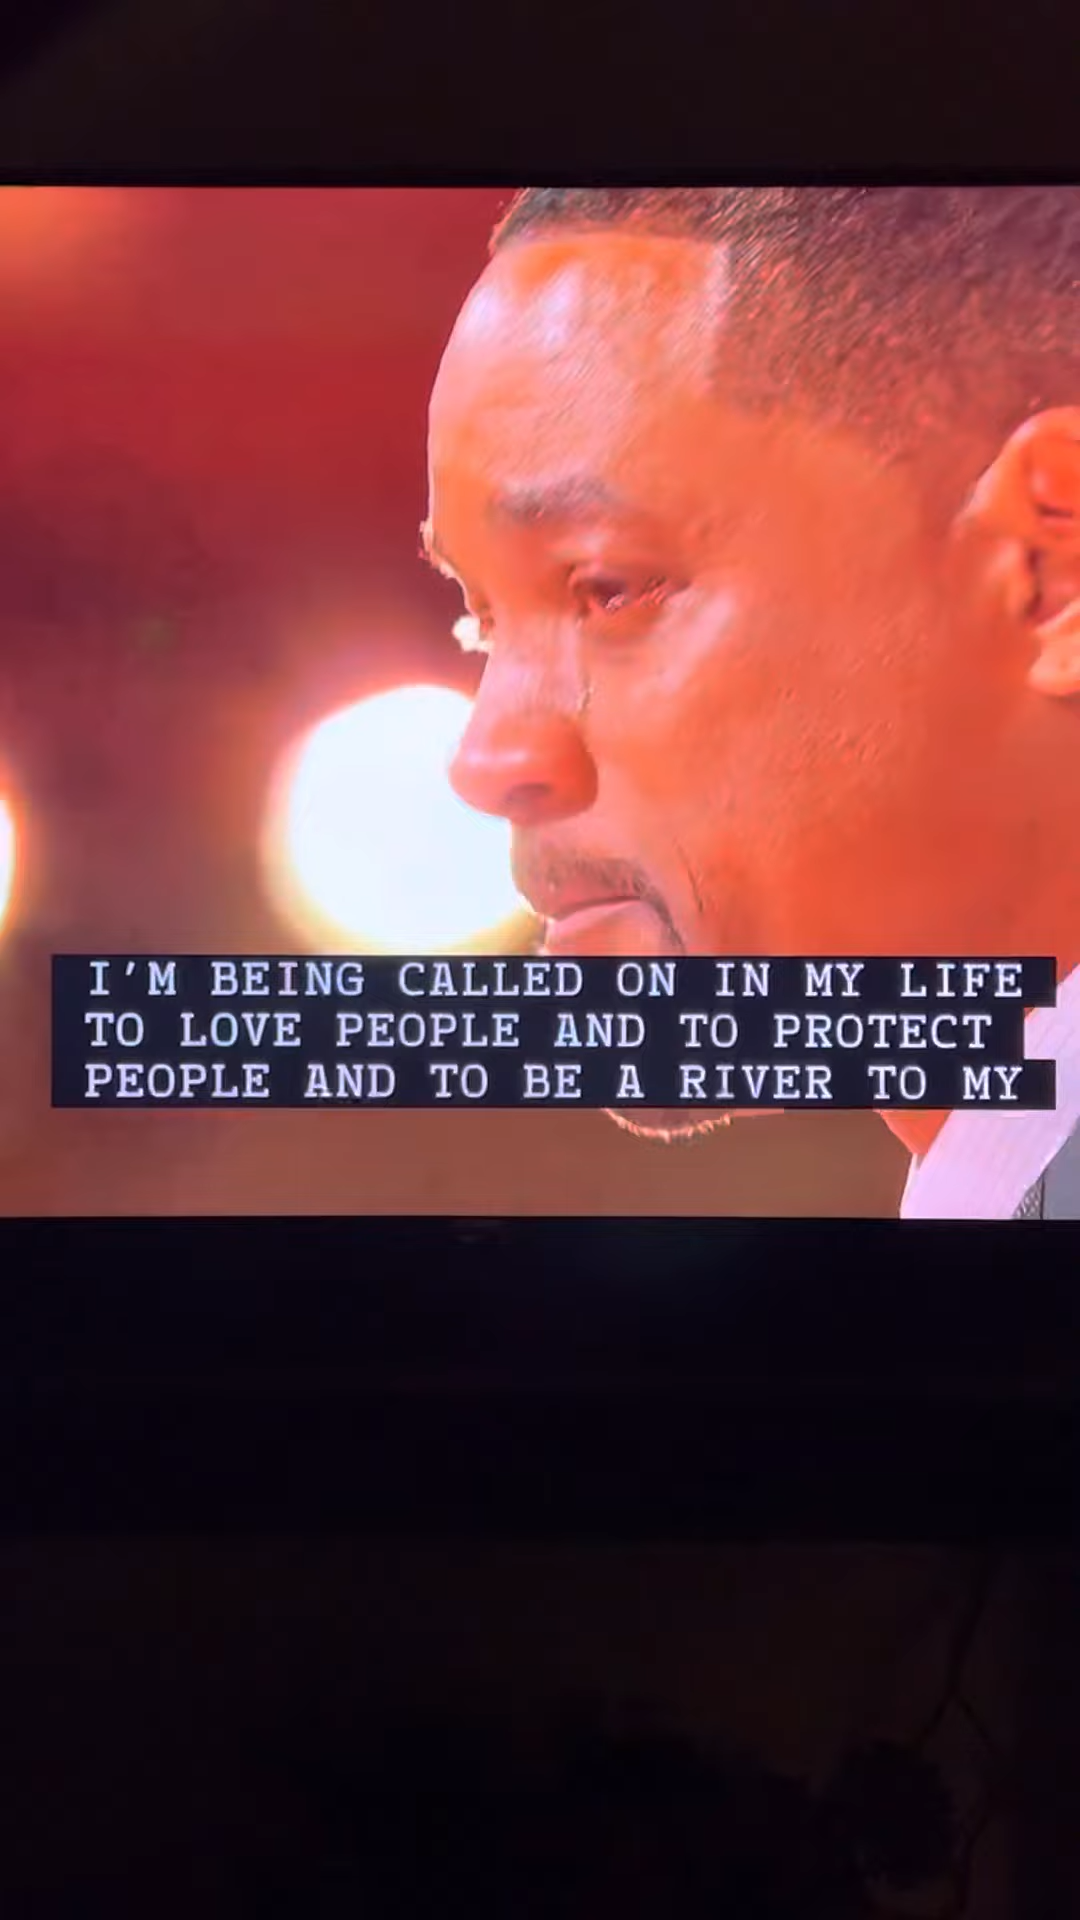 I'M BEING CALLED ON IN MY LIFE
TO LOVE PEOPLE AND TO PROTECT
PEOPLE AND TO BE A RIVER TO MY